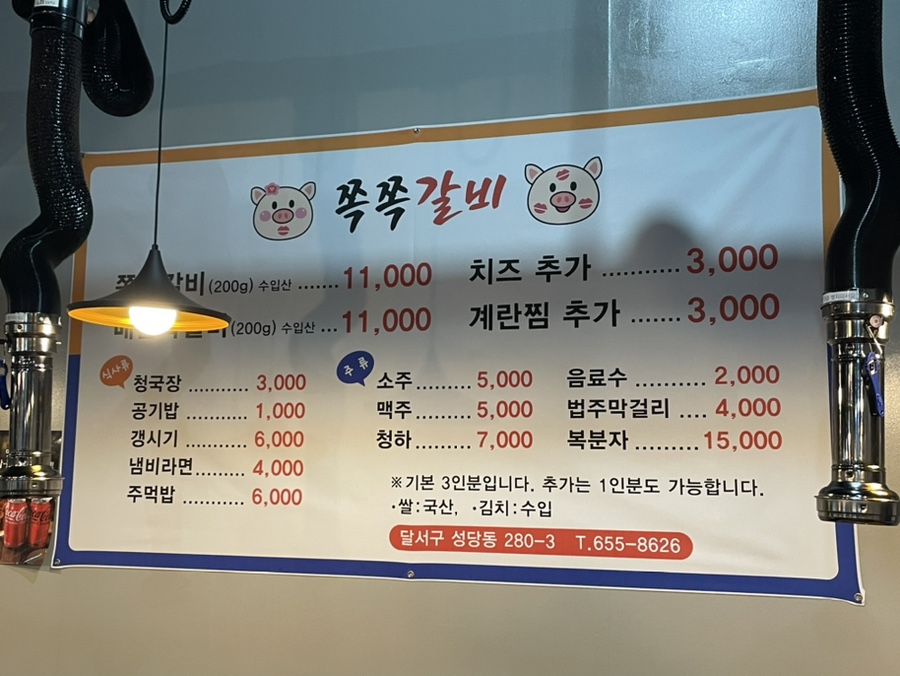 쪽쪽갈비
갈비(200g) 수입산 .......11,000
(200g) 수입산 ...11,000
치즈 추가 ...........3,000
계란찜 추가 .......3,000
식사류
청국장 ........... 3,000
공기밥 ........... 1,000
갱시기 ........... 6,000
냄비라면......... 4,000
주먹밥 ........... 6,000
주류
소주.......... 5,000
맥주.......... 5,000
청하.......... 7,000
음료수 .......... 2,000
법주막걸리 .... 4,000
복분자 ..........15,000
※기본 3인분입니다. 추가는 1인분도 가능합니다.
·쌀:국산, ·김치:수입
달서구 성당동 280-3 T.655-8626